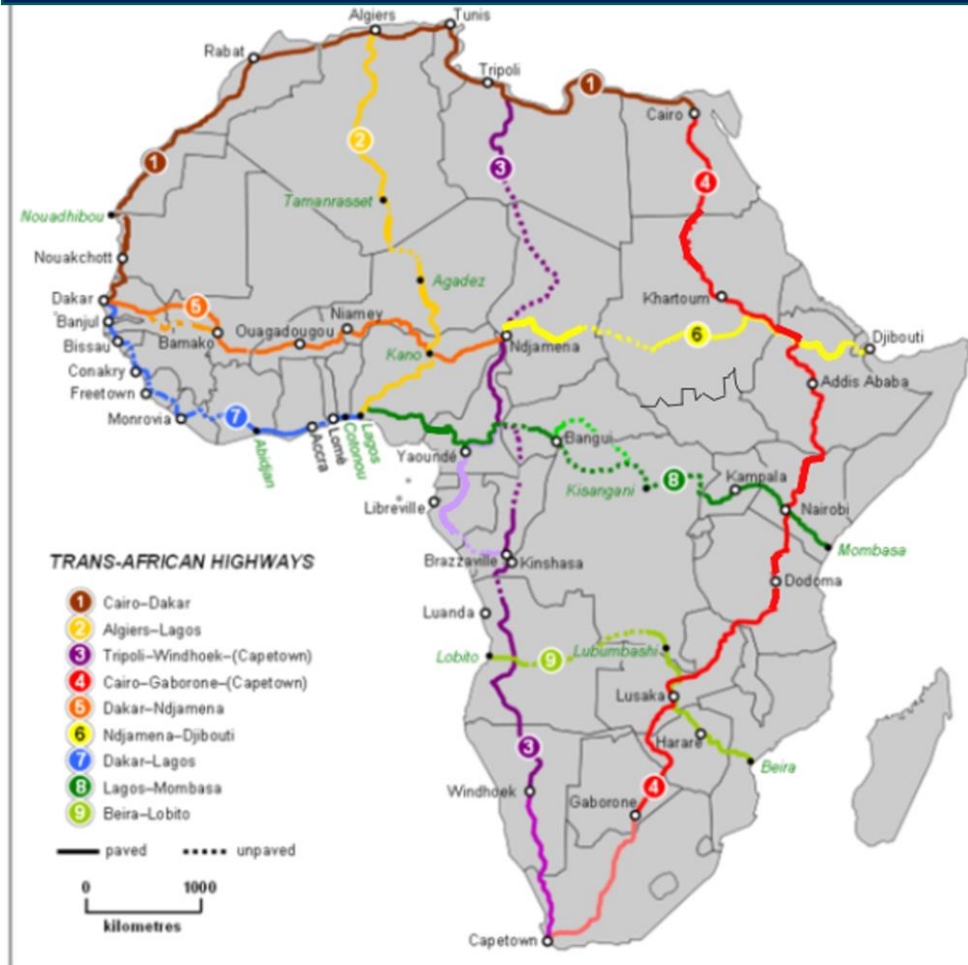 Algiers
Tunis
Rabat
Tripoli
1
Cairo
2
1
3
4
Tamanrasset
Nouadhibou
Nouakchott
Agadez
Khartoum
Dakar
5
Niamey
Banjul
Ouagadougou
6
Djibouti
Bissau
Bamako
Kano
Ndjamena
Conakry
Addis Ababa
Freetown
Monrovia
7
Abidjan
Accra
Lomé
Cotonou
Lagos
Bangui
Yaoundé
Kampala
Kisangani
8
Libreville
Nairobi
Mombasa
Brazzaville
Kinshasa
Dodoma
Luanda
Lobito
9
Lubumbashi
Lusaka
Harare
3
Beira
Windhoek
4
Gaborone
Capetown
TRANS-AFRICAN HIGHWAYS
1 Cairo–Dakar
2 Algiers–Lagos
3 Tripoli–Windhoek–(Capetown)
4 Cairo–Gaborone–(Capetown)
5 Dakar–Ndjamena
6 Ndjamena–Djibouti
7 Dakar–Lagos
8 Lagos–Mombasa
9 Beira–Lobito
paved unpaved
0 1000
kilometres